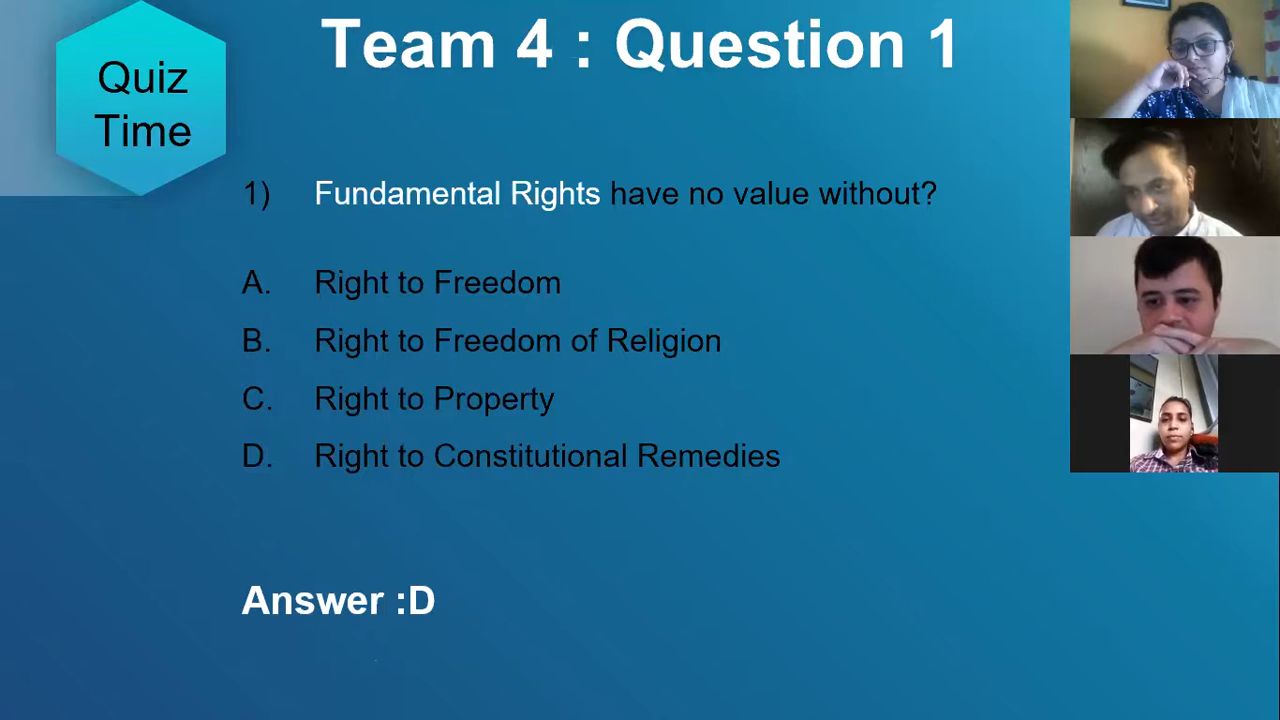 Quiz
Time
Team 4 : Question 1
1) Fundamental Rights have no value without?
A. Right to Freedom
B. Right to Freedom of Religion
C. Right to Property
D. Right to Constitutional Remedies
Answer :D